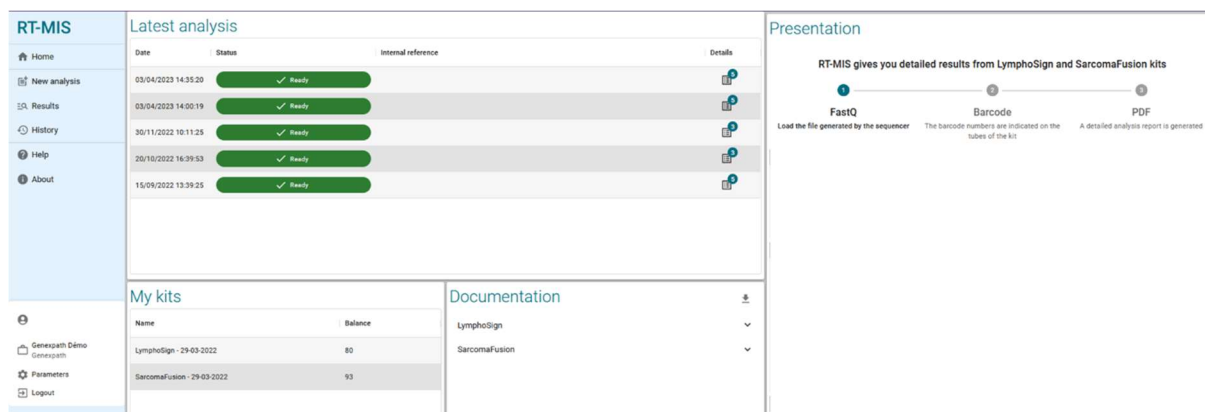 RT-MIS
Home
New analysis
Results
History
Help
About
Genexpath Démo
Genexpath
Parameters
Logout
Latest analysis
Date Status Internal reference Details
03/04/2023 14:35:20 Ready 5
03/04/2023 14:00:19 Ready 5
30/11/2022 10:11:25 Ready 3
20/10/2022 16:39:53 Ready 3
15/09/2022 13:39:25 Ready 5
My kits
Name Balance
LymphoSign - 29-03-2022 80
SarcomaFusion - 29-03-2022 93
Documentation
LymphoSign
SarcomaFusion
Presentation
RT-MIS gives you detailed results from LymphoSign and SarcomaFusion kits
1 2 3
FastQ Barcode PDF
Load the file generated by the sequencer The barcode numbers are indicated on the A detailed analysis report is generated
tubes of the kit